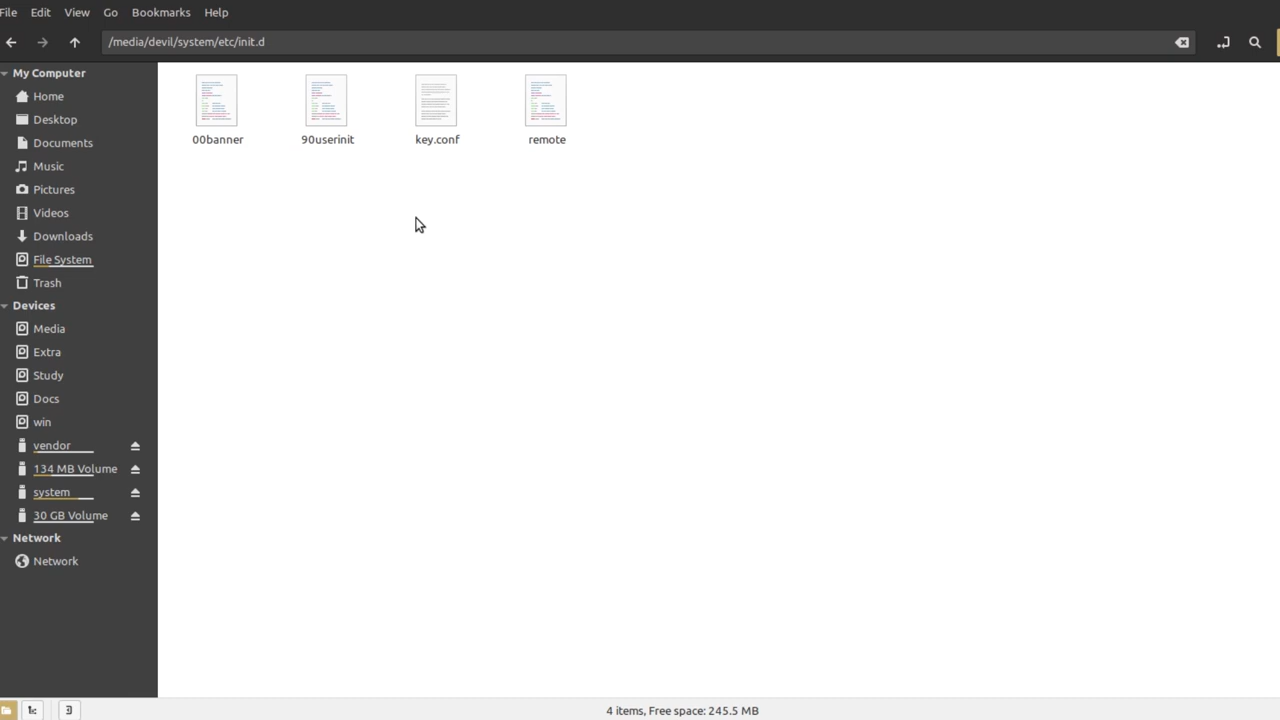 File Edit View Go Bookmarks Help
/media/devil/system/etc/init.d
My Computer
Home
Desktop
Documents
Music
Pictures
Videos
Downloads
File System
Trash
Devices
Media
Extra
Study
Docs
win
vendor
134 MB Volume
system
30 GB Volume
Network
Network
00banner 90userinit key.conf remote
4 items, Free space: 245.5 MB